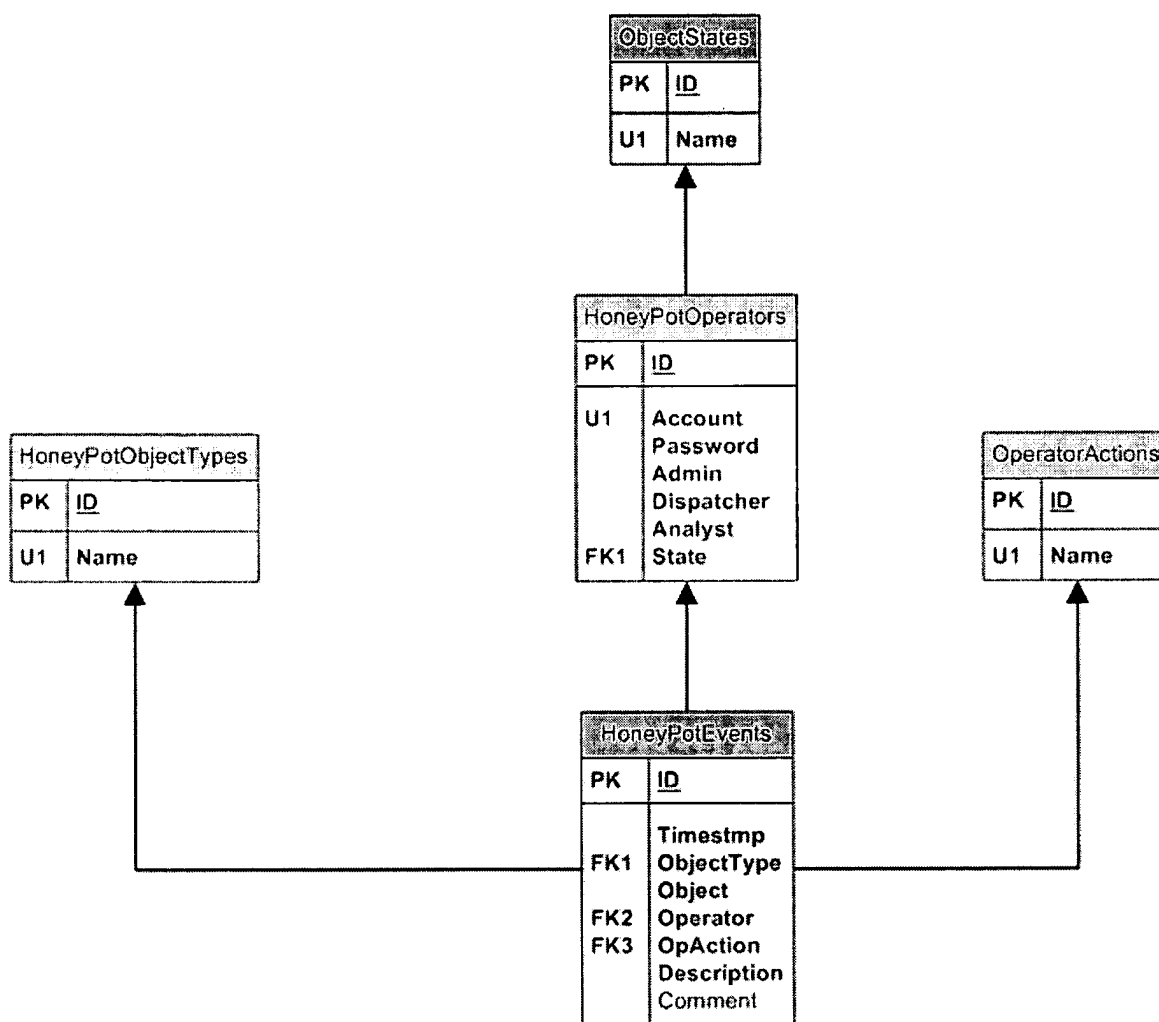 ObjectStates
PK ID
U1 Name
HoneyPotOperators
PK ID
U1 Account
Password
Admin
Dispatcher
Analyst
FK1 State
HoneyPotObjectTypes
PK ID
U1 Name
OperatorActions
PK ID
U1 Name
HoneyPotEvents
PK ID
Timestmp
FK1 ObjectType
Object
FK2 Operator
FK3 OpAction
Description
Comment